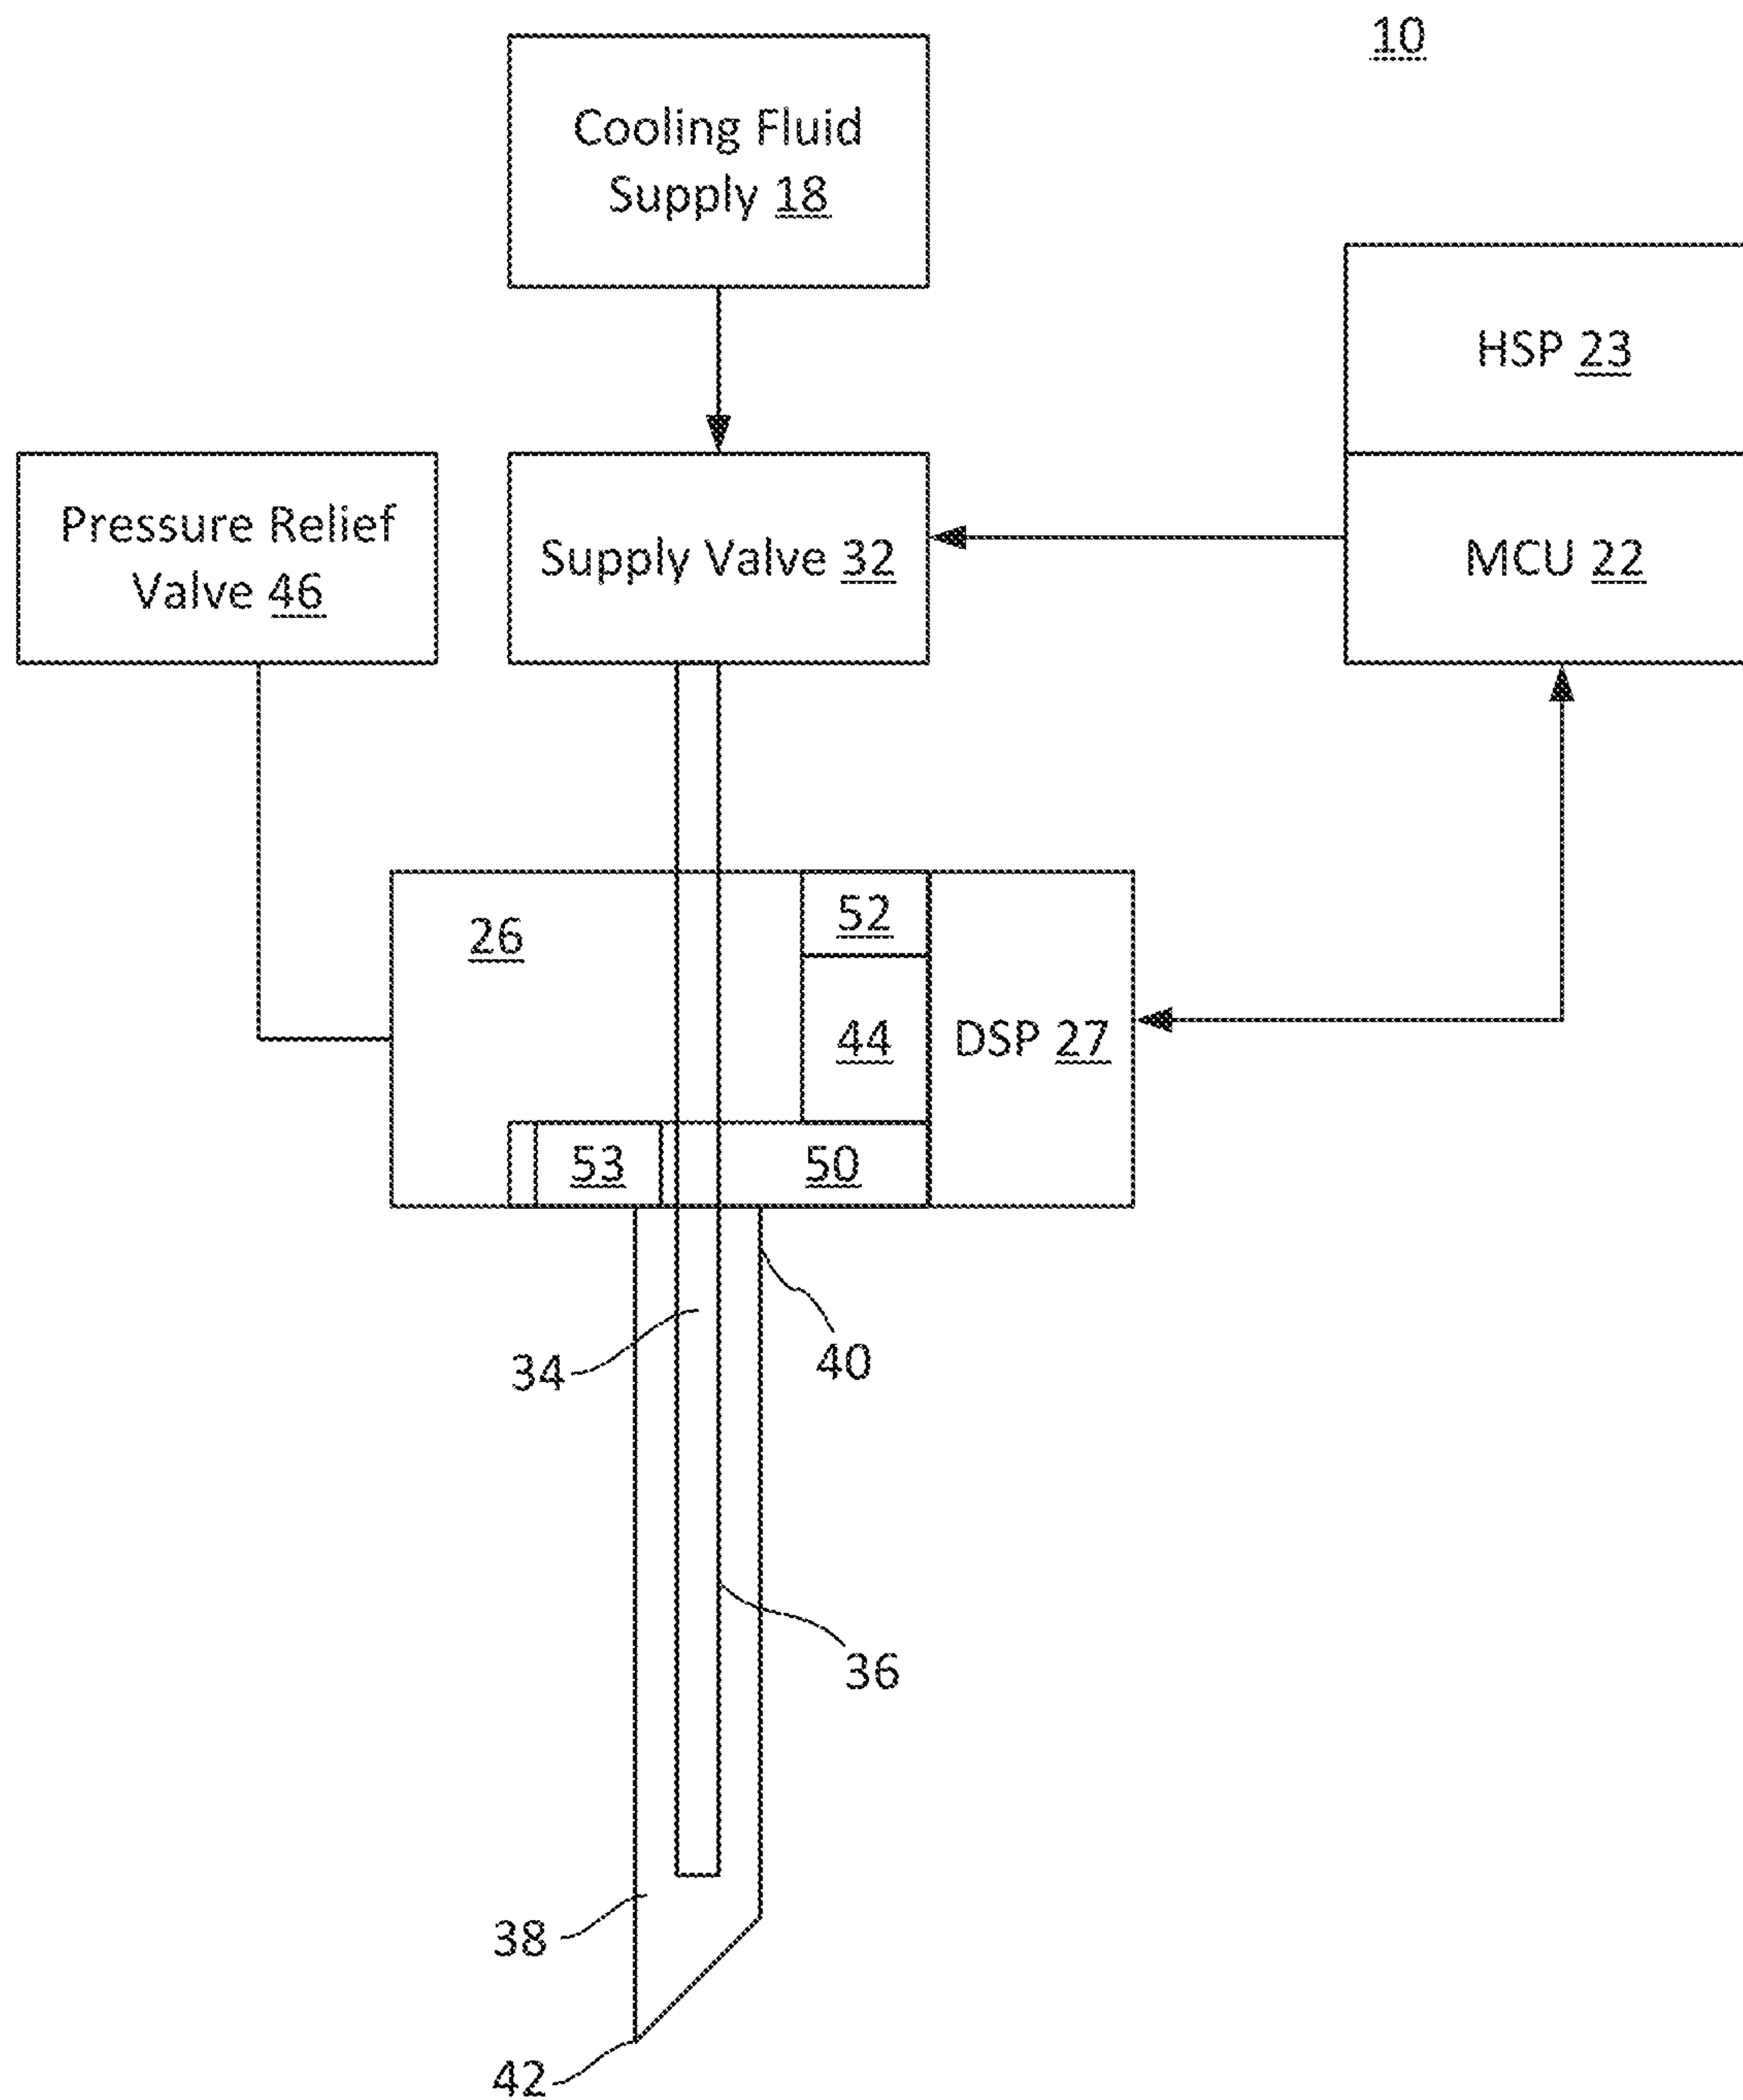 10
Cooling Fluid
Supply 18
HSP 23
Pressure Relief
Valve 46
Supply Valve 32
MCU 22
26
52
44
DSP 27
53
50
34
40
36
38
42